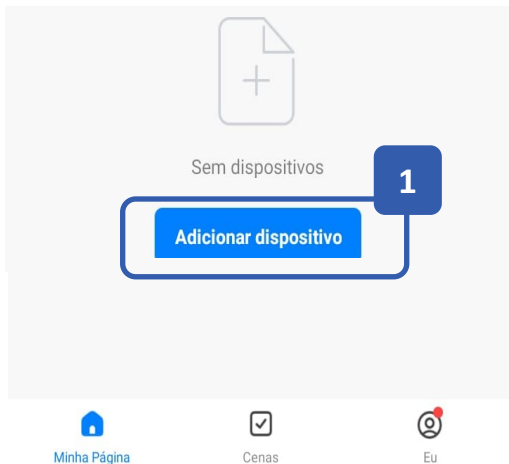 Sem dispositivos
1
Adicionar dispositivo
Minha Página
Cenas
Eu